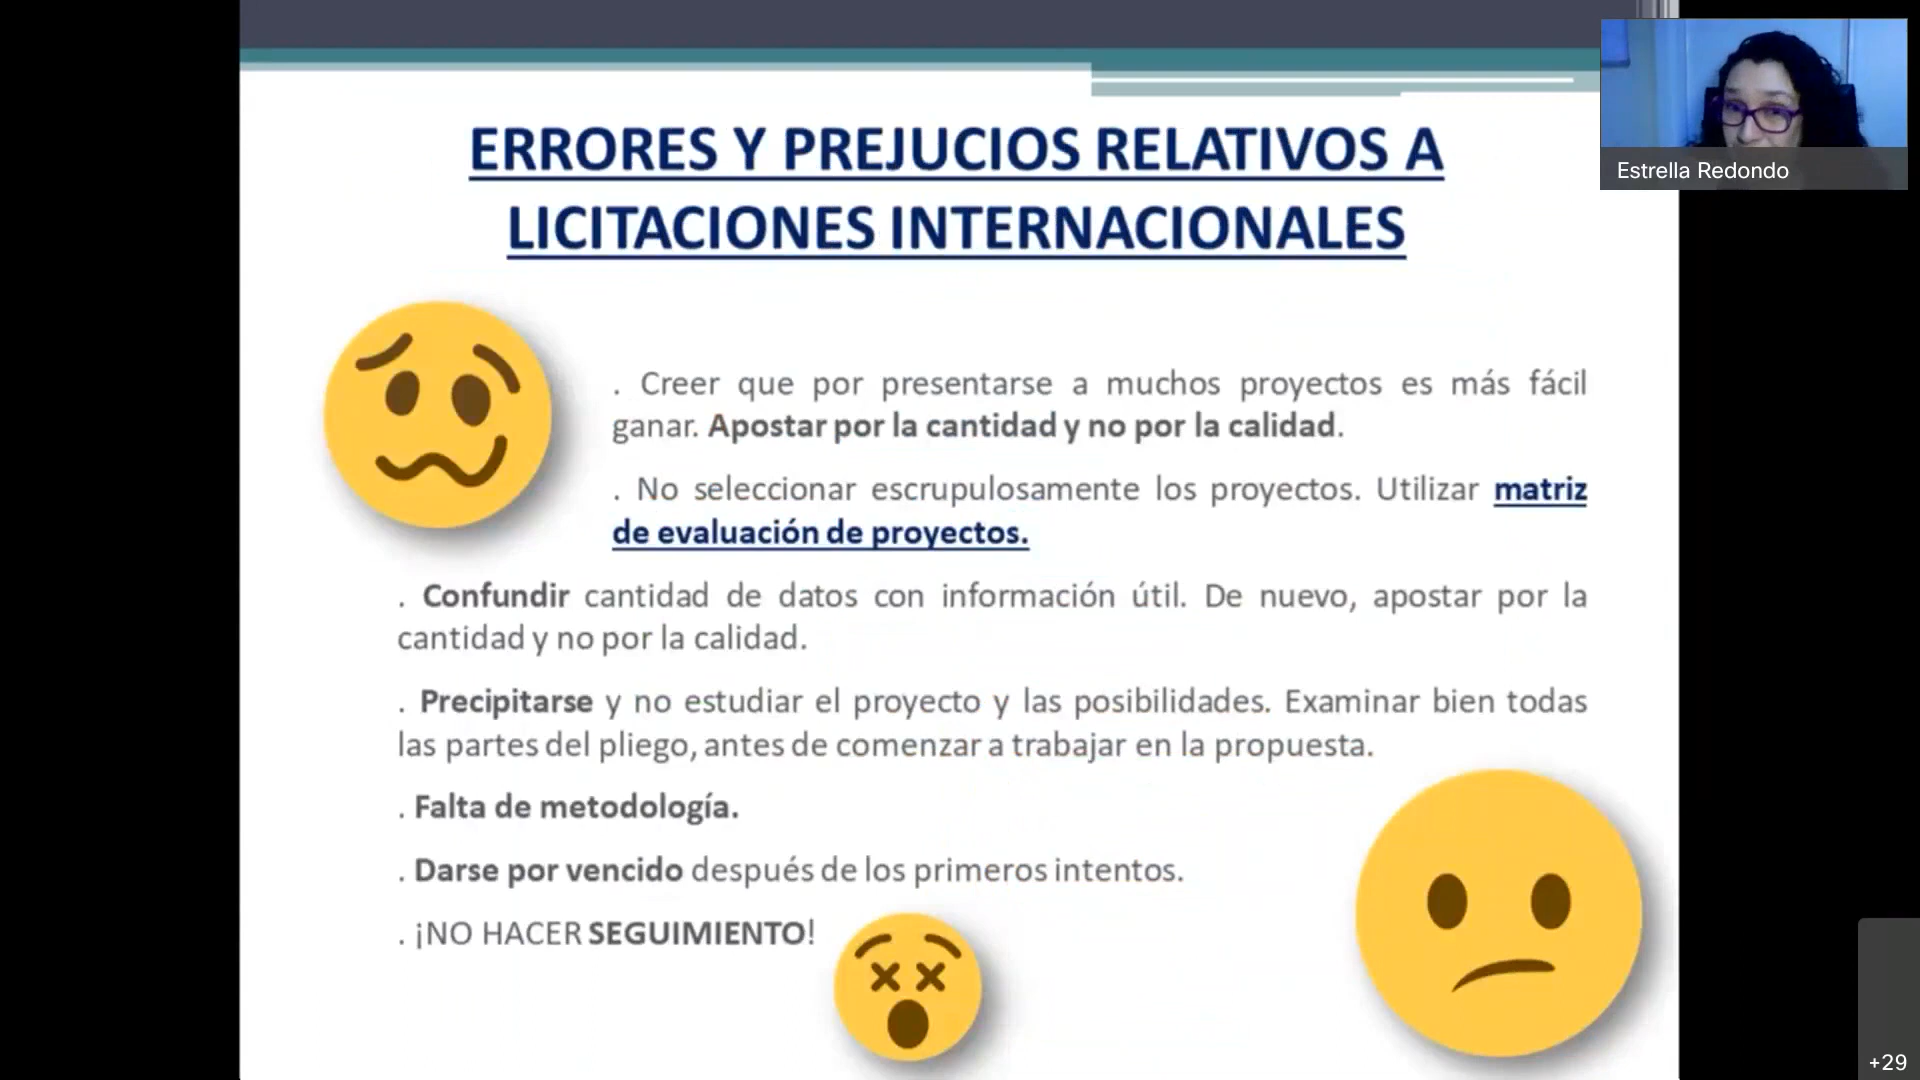 ERRORES Y PREJUCIOS RELATIVOS A
LICITACIONES INTERNACIONALES
Estrella Redondo
. Creer que por presentarse a muchos proyectos es más fácil
ganar. Apostar por la cantidad y no por la calidad.
. No seleccionar escrupulosamente los proyectos. Utilizar matriz
de evaluación de proyectos.
. Confundir cantidad de datos con información útil. De nuevo, apostar por la
cantidad y no por la calidad.
. Precipitarse y no estudiar el proyecto y las posibilidades. Examinar bien todas
las partes del pliego, antes de comenzar a trabajar en la propuesta.
. Falta de metodología.
. Darse por vencido después de los primeros intentos.
. ¡NO HACER SEGUIMIENTO!
+29